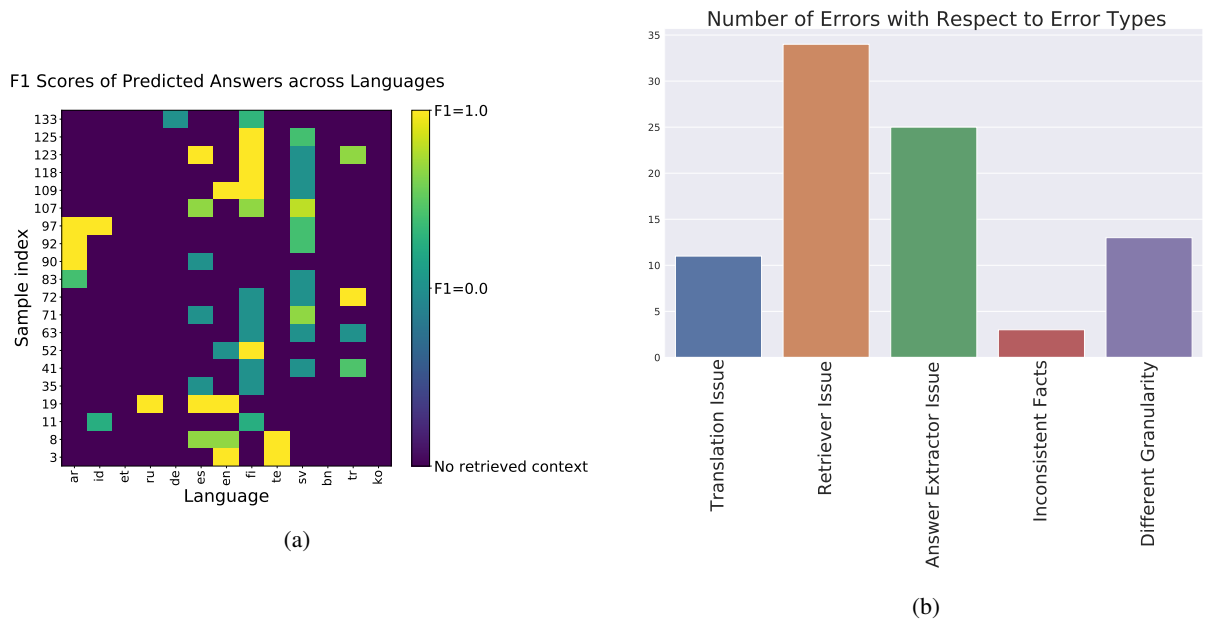 F1 Scores of Predicted Answers across Languages
133
125
123
118
109
107
97
92
90
83
72
71
63
52
41
35
19
11
8
3
Sample index
ar id et ru de es en fi te sv bn tr ko
Language
F1=1.0
F1=0.0
No retrieved context
(a)
Number of Errors with Respect to Error Types
35
30
25
20
15
10
5
0
Translation Issue
Retriever Issue
Answer Extractor Issue
Inconsistent Facts
Different Granularity
(b)